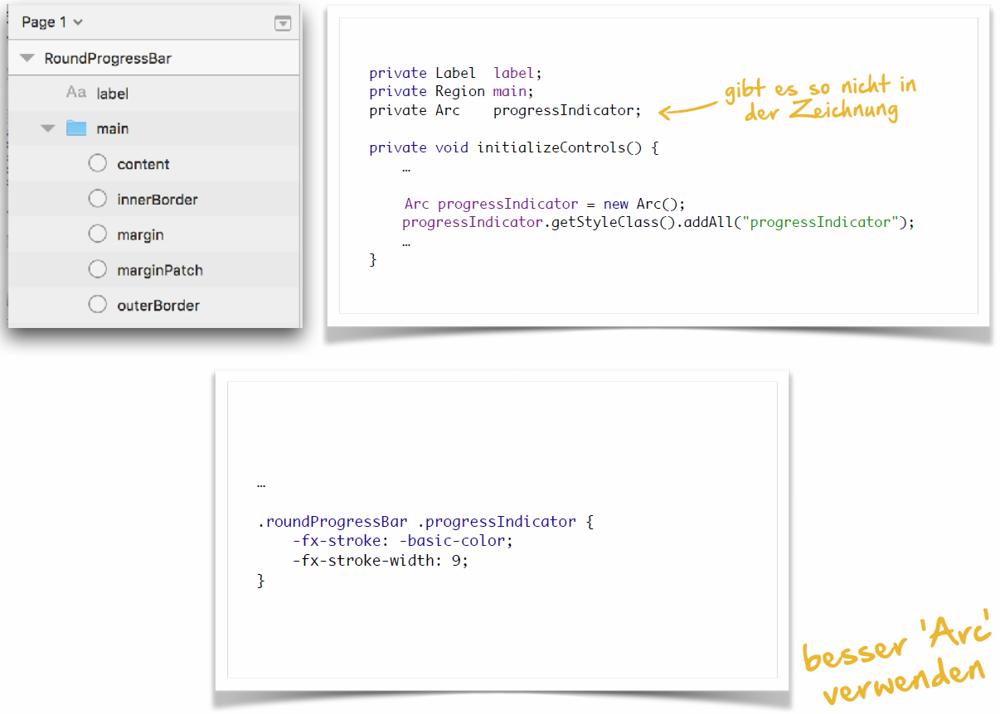 Page 1
RoundProgressBar
Aa label
main
content
innerBorder
margin
marginPatch
outerBorder
private Label  label;
private Region main;
private Arc    progressIndicator;
gibt es so nicht in
der Zeichnung
private void initializeControls() {
…
Arc progressIndicator = new Arc();
progressIndicator.getStyleClass().addAll("progressIndicator");
…
}
…
.roundProgressBar .progressIndicator {
-fx-stroke: -basic-color;
-fx-stroke-width: 9;
}
besser 'Arc'
verwenden